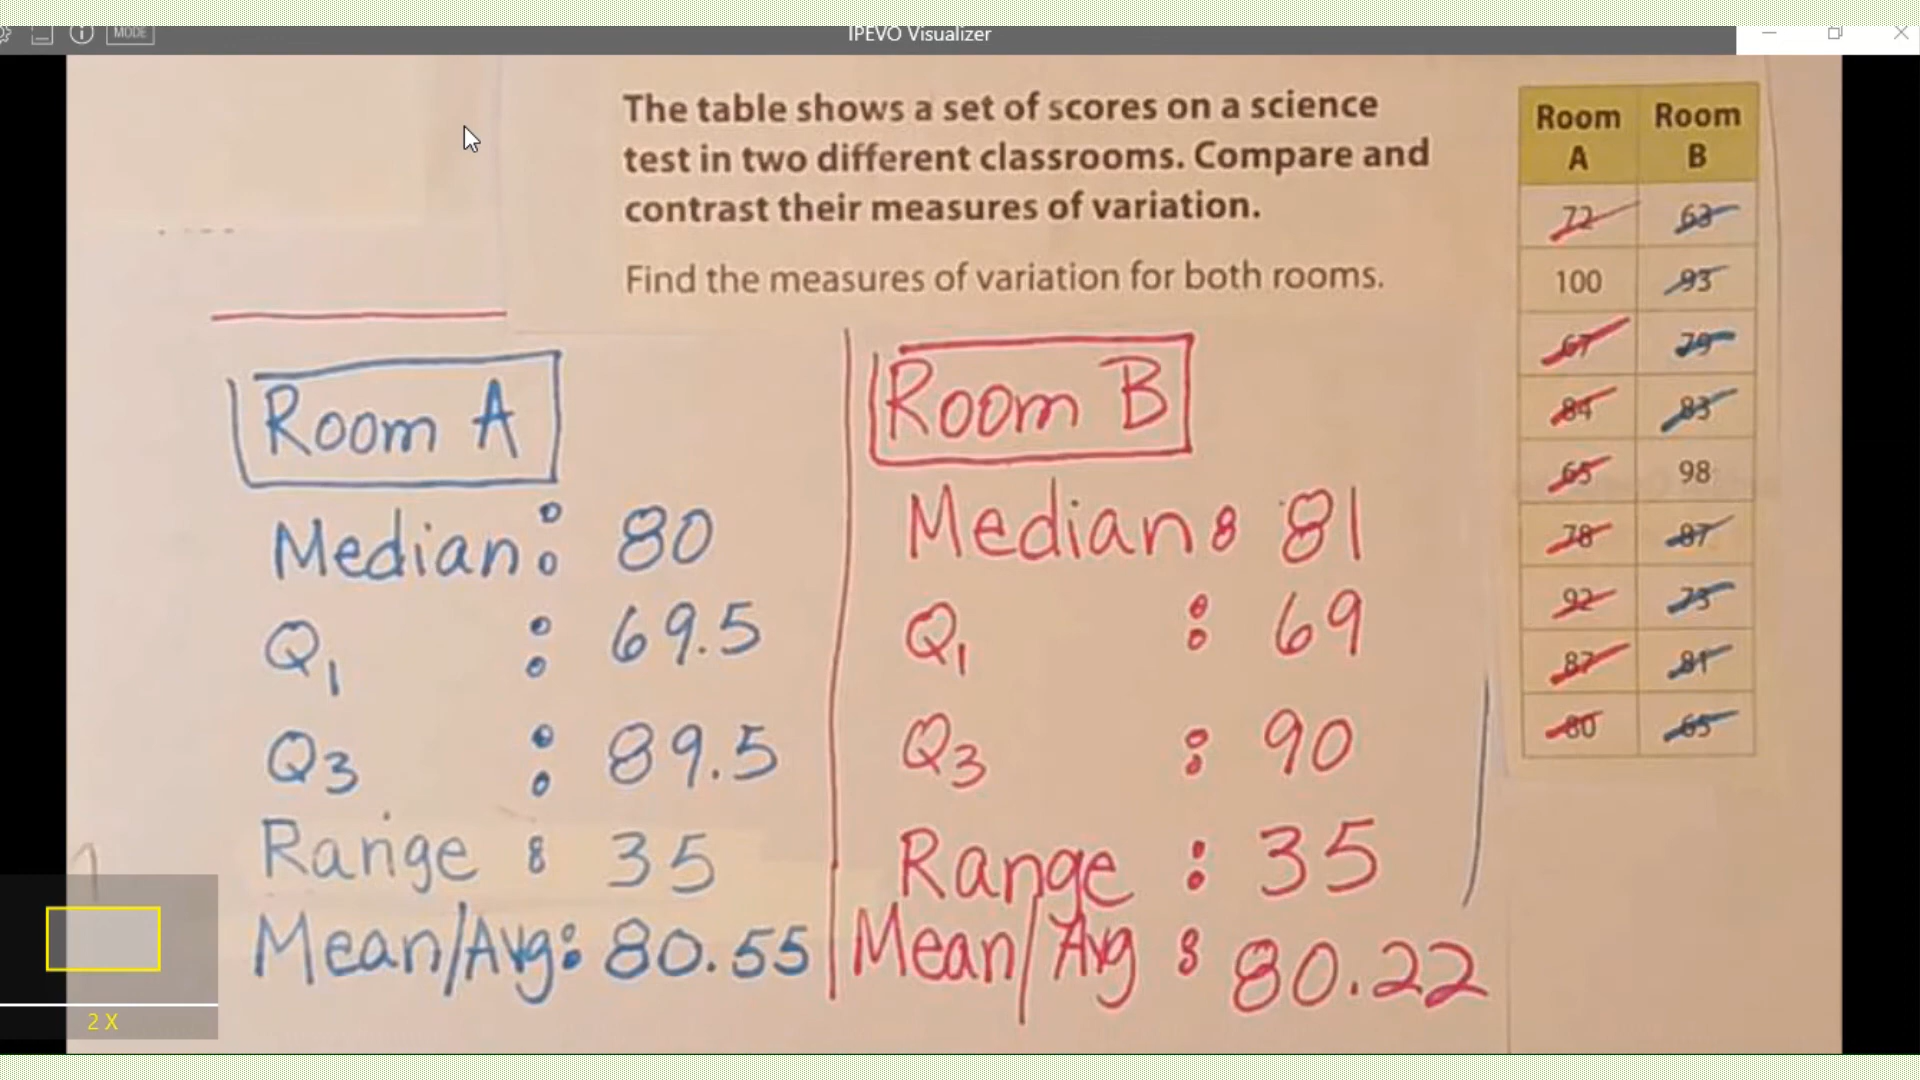 MODE
IPEVO Visualizer
The table shows a set of scores on a science
test in two different classrooms. Compare and
contrast their measures of variation.
Find the measures of variation for both rooms.
Room A Room B
72 63
100 93
67 79
84 83
65 98
78 87
92 73
87 81
80 65
Room A
Median: 80
Q1 : 69.5
Q3 : 89.5
Range : 35
Mean/Avg: 80.55
Room B
Median: 81
Q1 : 69
Q3 : 90
Range : 35
Mean/Avg : 80.22
2 X